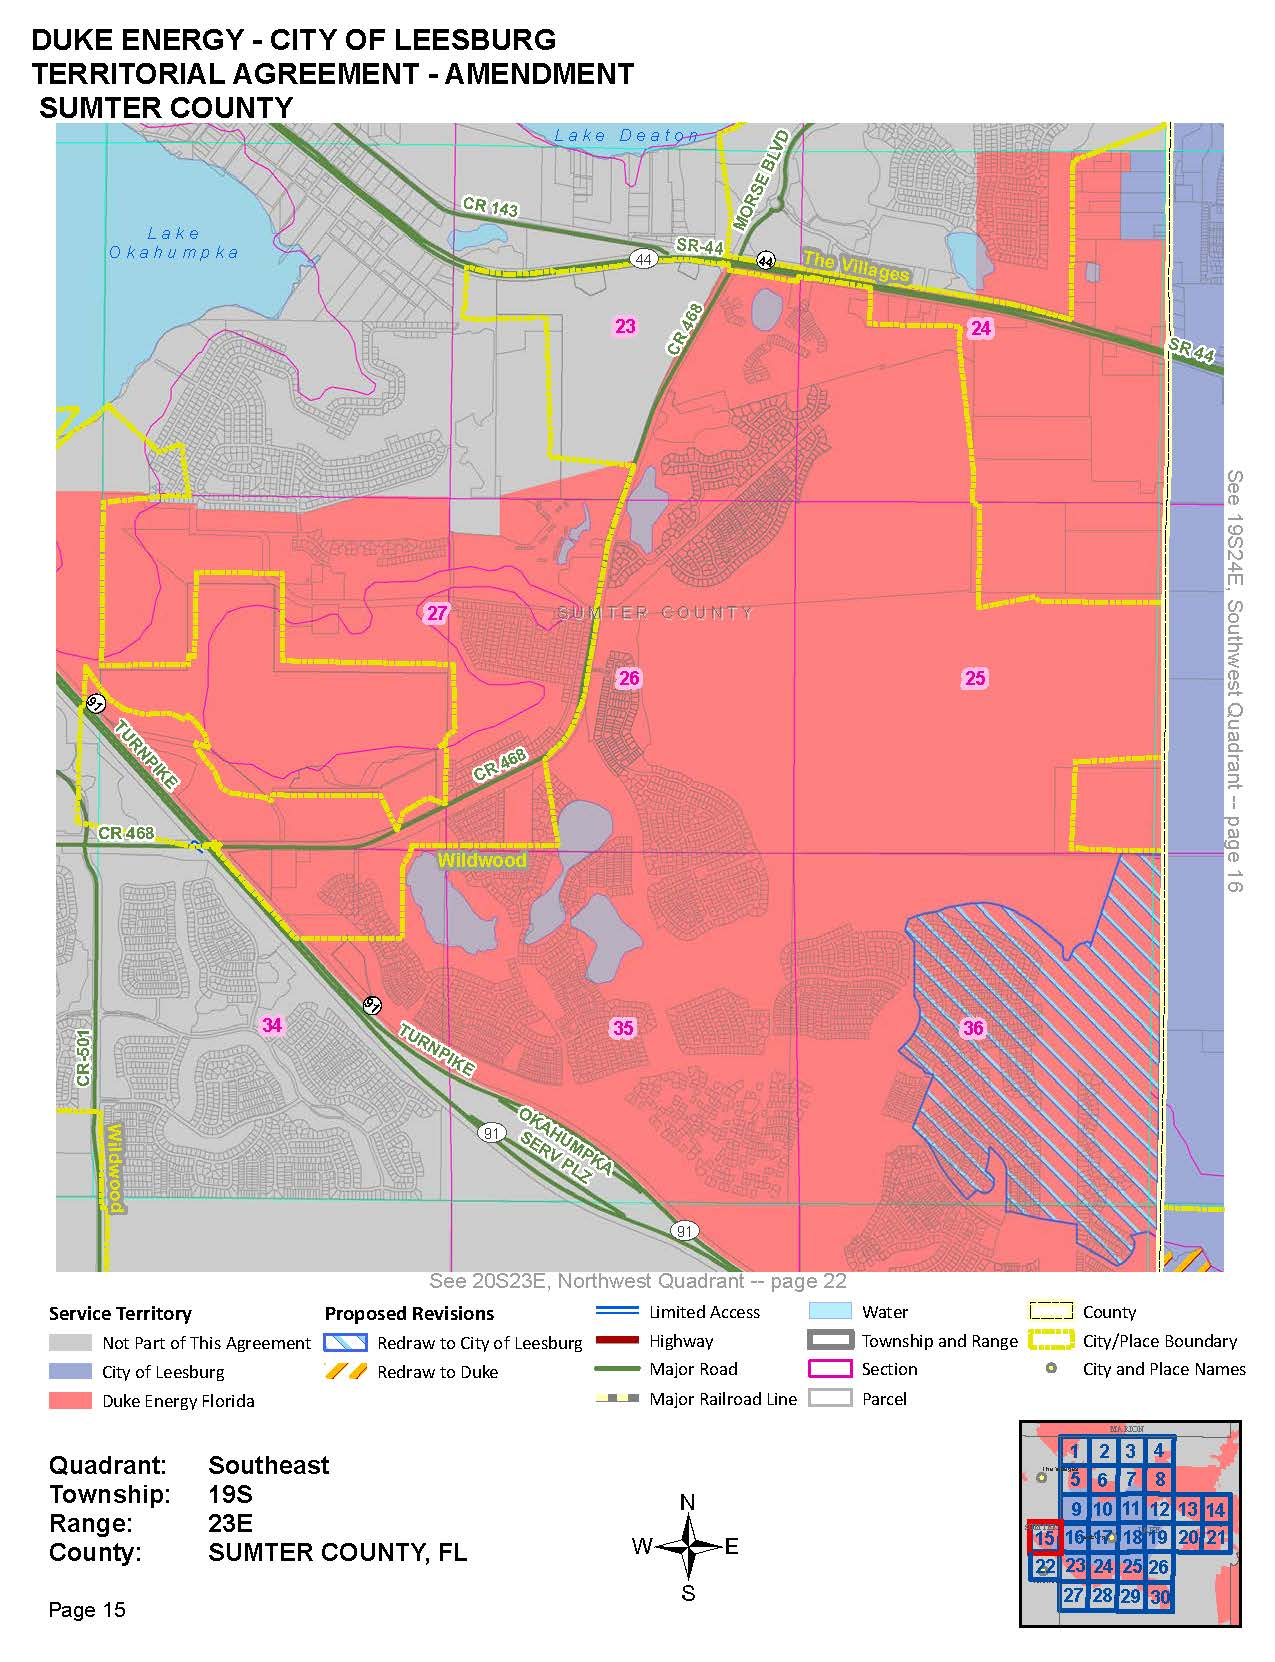 DUKE ENERGY - CITY OF LEESBURG
TERRITORIAL AGREEMENT - AMENDMENT
SUMTER COUNTY
Lake Deaton
MORSE BLVD
CR 143
Lake
Okahumpka
SR-44
44
44
The Villages
23
CR 468
24
SR 44
See 19S24E, Southwest Quadrant -- page 16
27
SUMTER COUNTY
26
25
91
TURNPIKE
CR 468
CR 468
Wildwood
34
91
35
36
TURNPIKE
CR-501
OKAHUMPKA
SERV PLZ
91
Wildwood
91
See 20S23E, Northwest Quadrant -- page 22
Service Territory
Not Part of This Agreement
City of Leesburg
Duke Energy Florida
Proposed Revisions
Redraw to City of Leesburg
Redraw to Duke
Limited Access
Highway
Major Road
Major Railroad Line
Water
Township and Range
Section
Parcel
County
City/Place Boundary
City and Place Names
Quadrant: Southeast
Township: 19S
Range: 23E
County: SUMTER COUNTY, FL
Page 15
N
W E
S
MARION
1 2 3 4
5 6 7 8
9 10 11 12 13 14
15 16 17 18 19 20 21
22 23 24 25 26
27 28 29 30